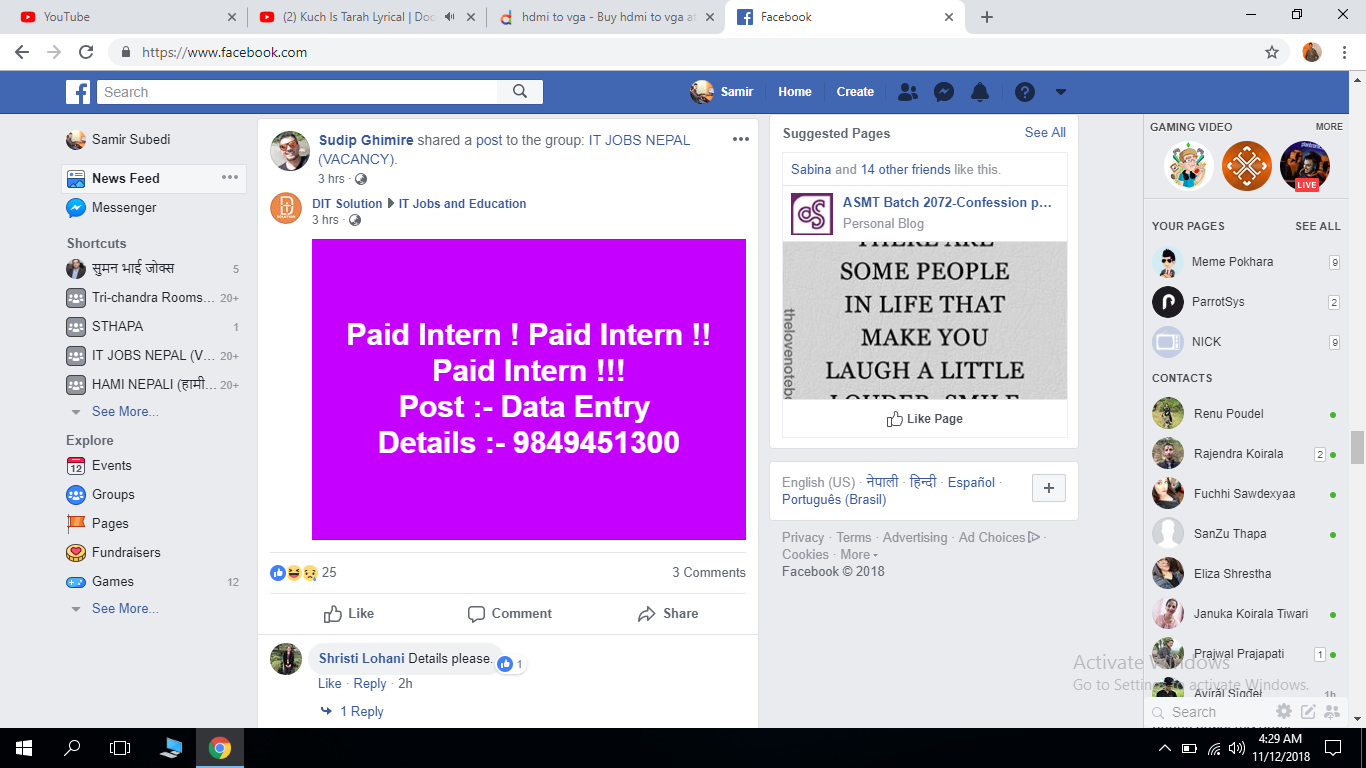 YouTube
(2) Kuch Is Tarah Lyrical | Doc
hdmi to vga - Buy hdmi to vga at
Facebook
https://www.facebook.com
Search
Samir
Home
Create
Samir Subedi
News Feed
Messenger
Shortcuts
सुमन भाई जोक्स 5
Tri-chandra Rooms... 20+
STHAPA 1
IT JOBS NEPAL (V... 20+
HAMI NEPALI (हामी... 20+
See More...
Explore
Events
12
Groups
Pages
Fundraisers
Games 12
See More...
Sudip Ghimire shared a post to the group: IT JOBS NEPAL
(VACANCY).
3 hrs ·
DIT Solution IT Jobs and Education
3 hrs ·
Paid Intern ! Paid Intern !!
Paid Intern !!!
Post :- Data Entry
Details :- 9849451300
25
3 Comments
Like
Comment
Share
Shristi Lohani Details please.
1
Like · Reply · 2h
1 Reply
Suggested Pages
See All
Sabina and 14 other friends like this.
ASMT Batch 2072-Confession p...
Personal Blog
THERE ARE
SOME PEOPLE
IN LIFE THAT
MAKE YOU
LAUGH A LITTLE
LOUDER, SMILE
thelovenoteb
Like Page
English (US) · नेपाली · हिन्दी · Español ·
Português (Brasil)
Privacy · Terms · Advertising · Ad Choices ·
Cookies · More
Facebook © 2018
GAMING VIDEO
MORE
LIVE
YOUR PAGES
SEE ALL
Meme Pokhara 9
ParrotSys 2
NICK 9
CONTACTS
Renu Poudel
Rajendra Koirala 2
Fuchhi Sawdexyaa
SanZu Thapa
Eliza Shrestha
Januka Koirala Tiwari
Prajwal Prajapati 1
Aviral Sigdel 1h
Activate Windows
Go to Settings to activate Windows.
Search
4:29 AM
11/12/2018